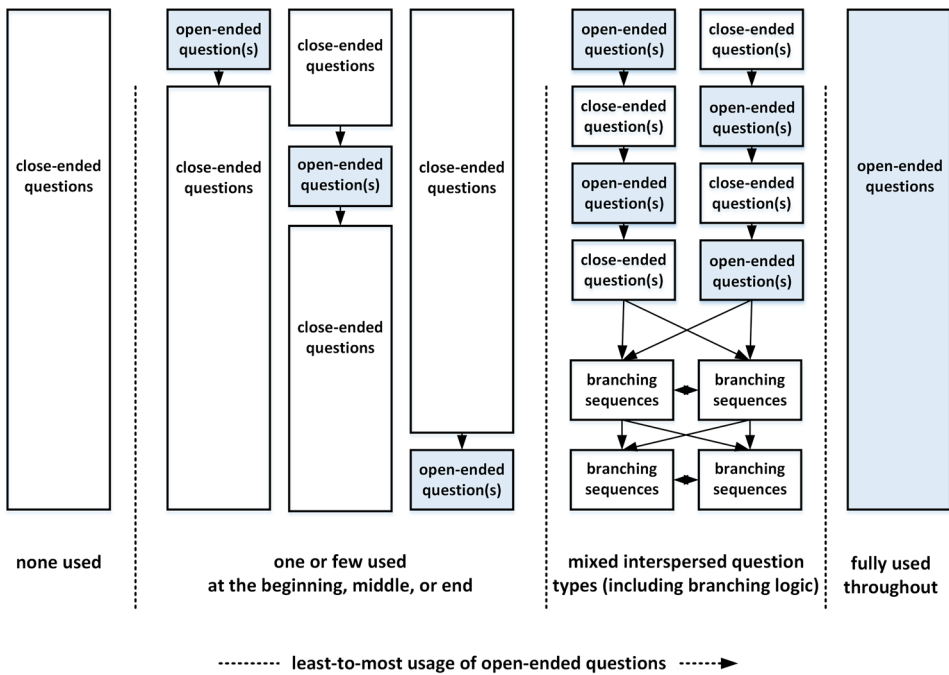 close-ended
questions
open-ended
question(s)
close-ended
questions
close-ended
questions
open-ended
question(s)
close-ended
questions
close-ended
questions
open-ended
question(s)
open-ended
question(s)
close-ended
question(s)
open-ended
question(s)
close-ended
question(s)
close-ended
question(s)
open-ended
question(s)
close-ended
question(s)
open-ended
question(s)
branching
sequences
branching
sequences
branching
sequences
branching
sequences
open-ended
questions
none used
one or few used
at the beginning, middle, or end
mixed interspersed question
types (including branching logic)
fully used
throughout
least-to-most usage of open-ended questions